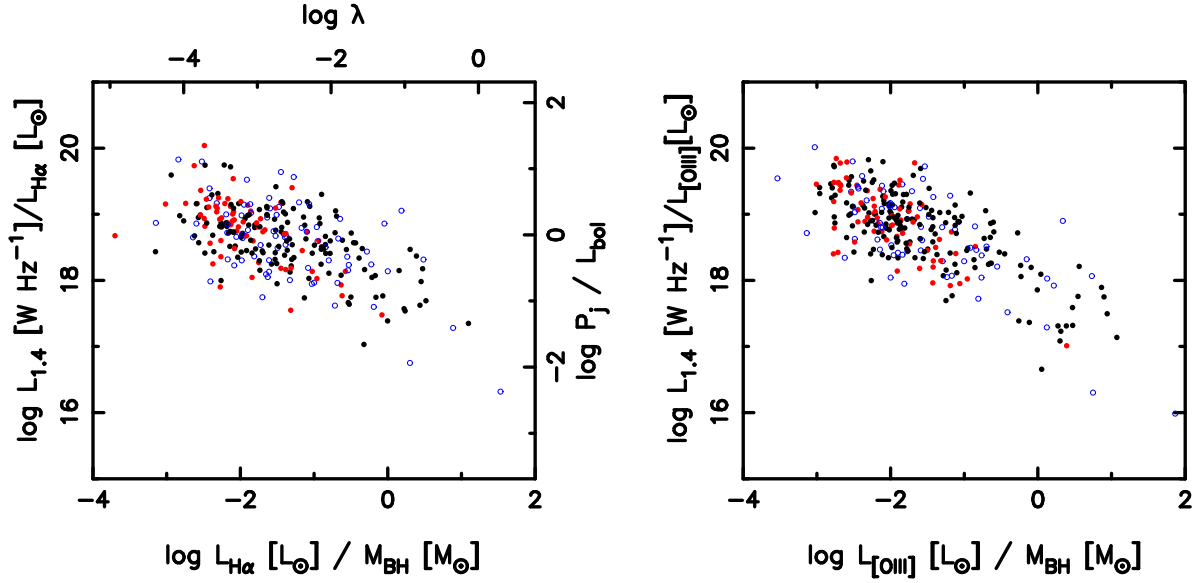 log λ
−4 −2 0
log L1.4 [W Hz−1]/LHα [L⊙]
20
18
16
2
0
−2
log Pj / Lbol
−4 −2 0 2
log LHα [L⊙] / MBH [M⊙]
log L1.4 [W Hz−1]/L[OIII][L⊙]
20
18
16
−4 −2 0 2
log L[OIII] [L⊙] / MBH [M⊙]